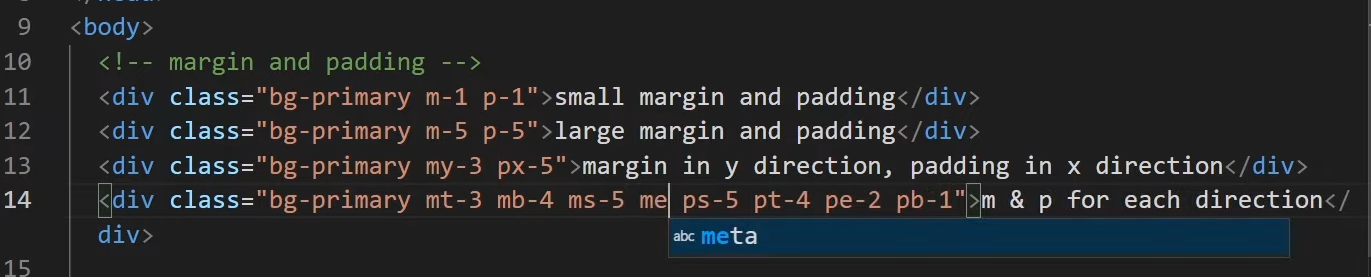 9 <body>
10 <!-- margin and padding -->
11 <div class="bg-primary m-1 p-1">small margin and padding</div>
12 <div class="bg-primary m-5 p-5">large margin and padding</div>
13 <div class="bg-primary my-3 px-5">margin in y direction, padding in x direction</div>
14 <div class="bg-primary mt-3 mb-4 ms-5 me ps-5 pt-4 pe-2 pb-1">m & p for each direction</
div>
abc meta
15